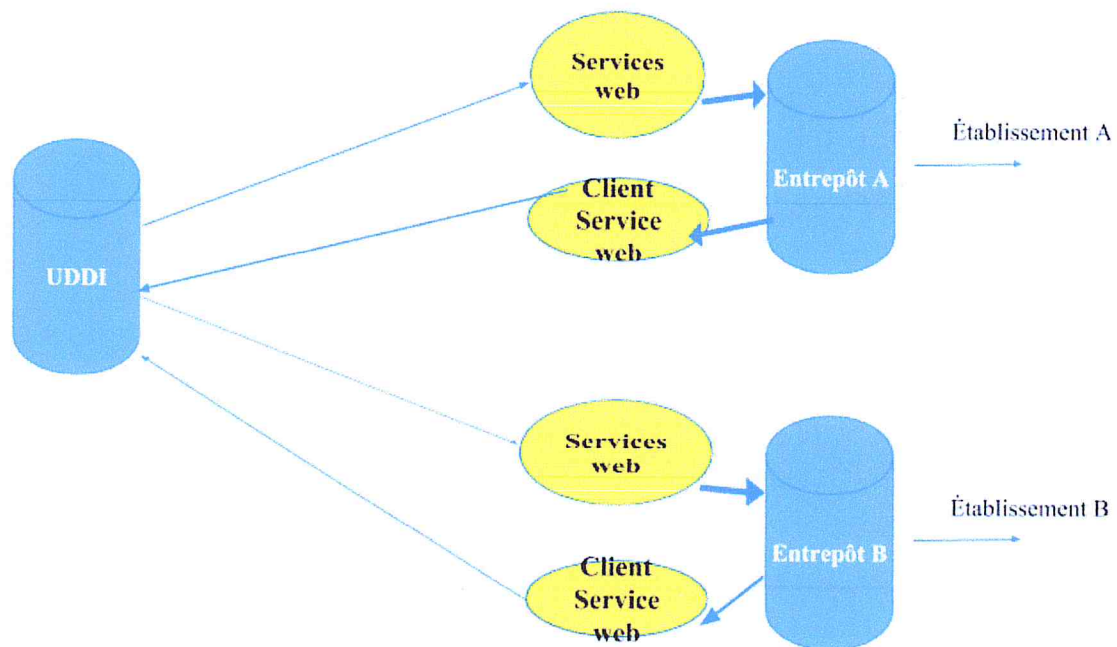 Services
web
Établissement A
Entrepôt A
Client
Service
web
UDDI
Services
web
Établissement B
Entrepôt B
Client
Service
web